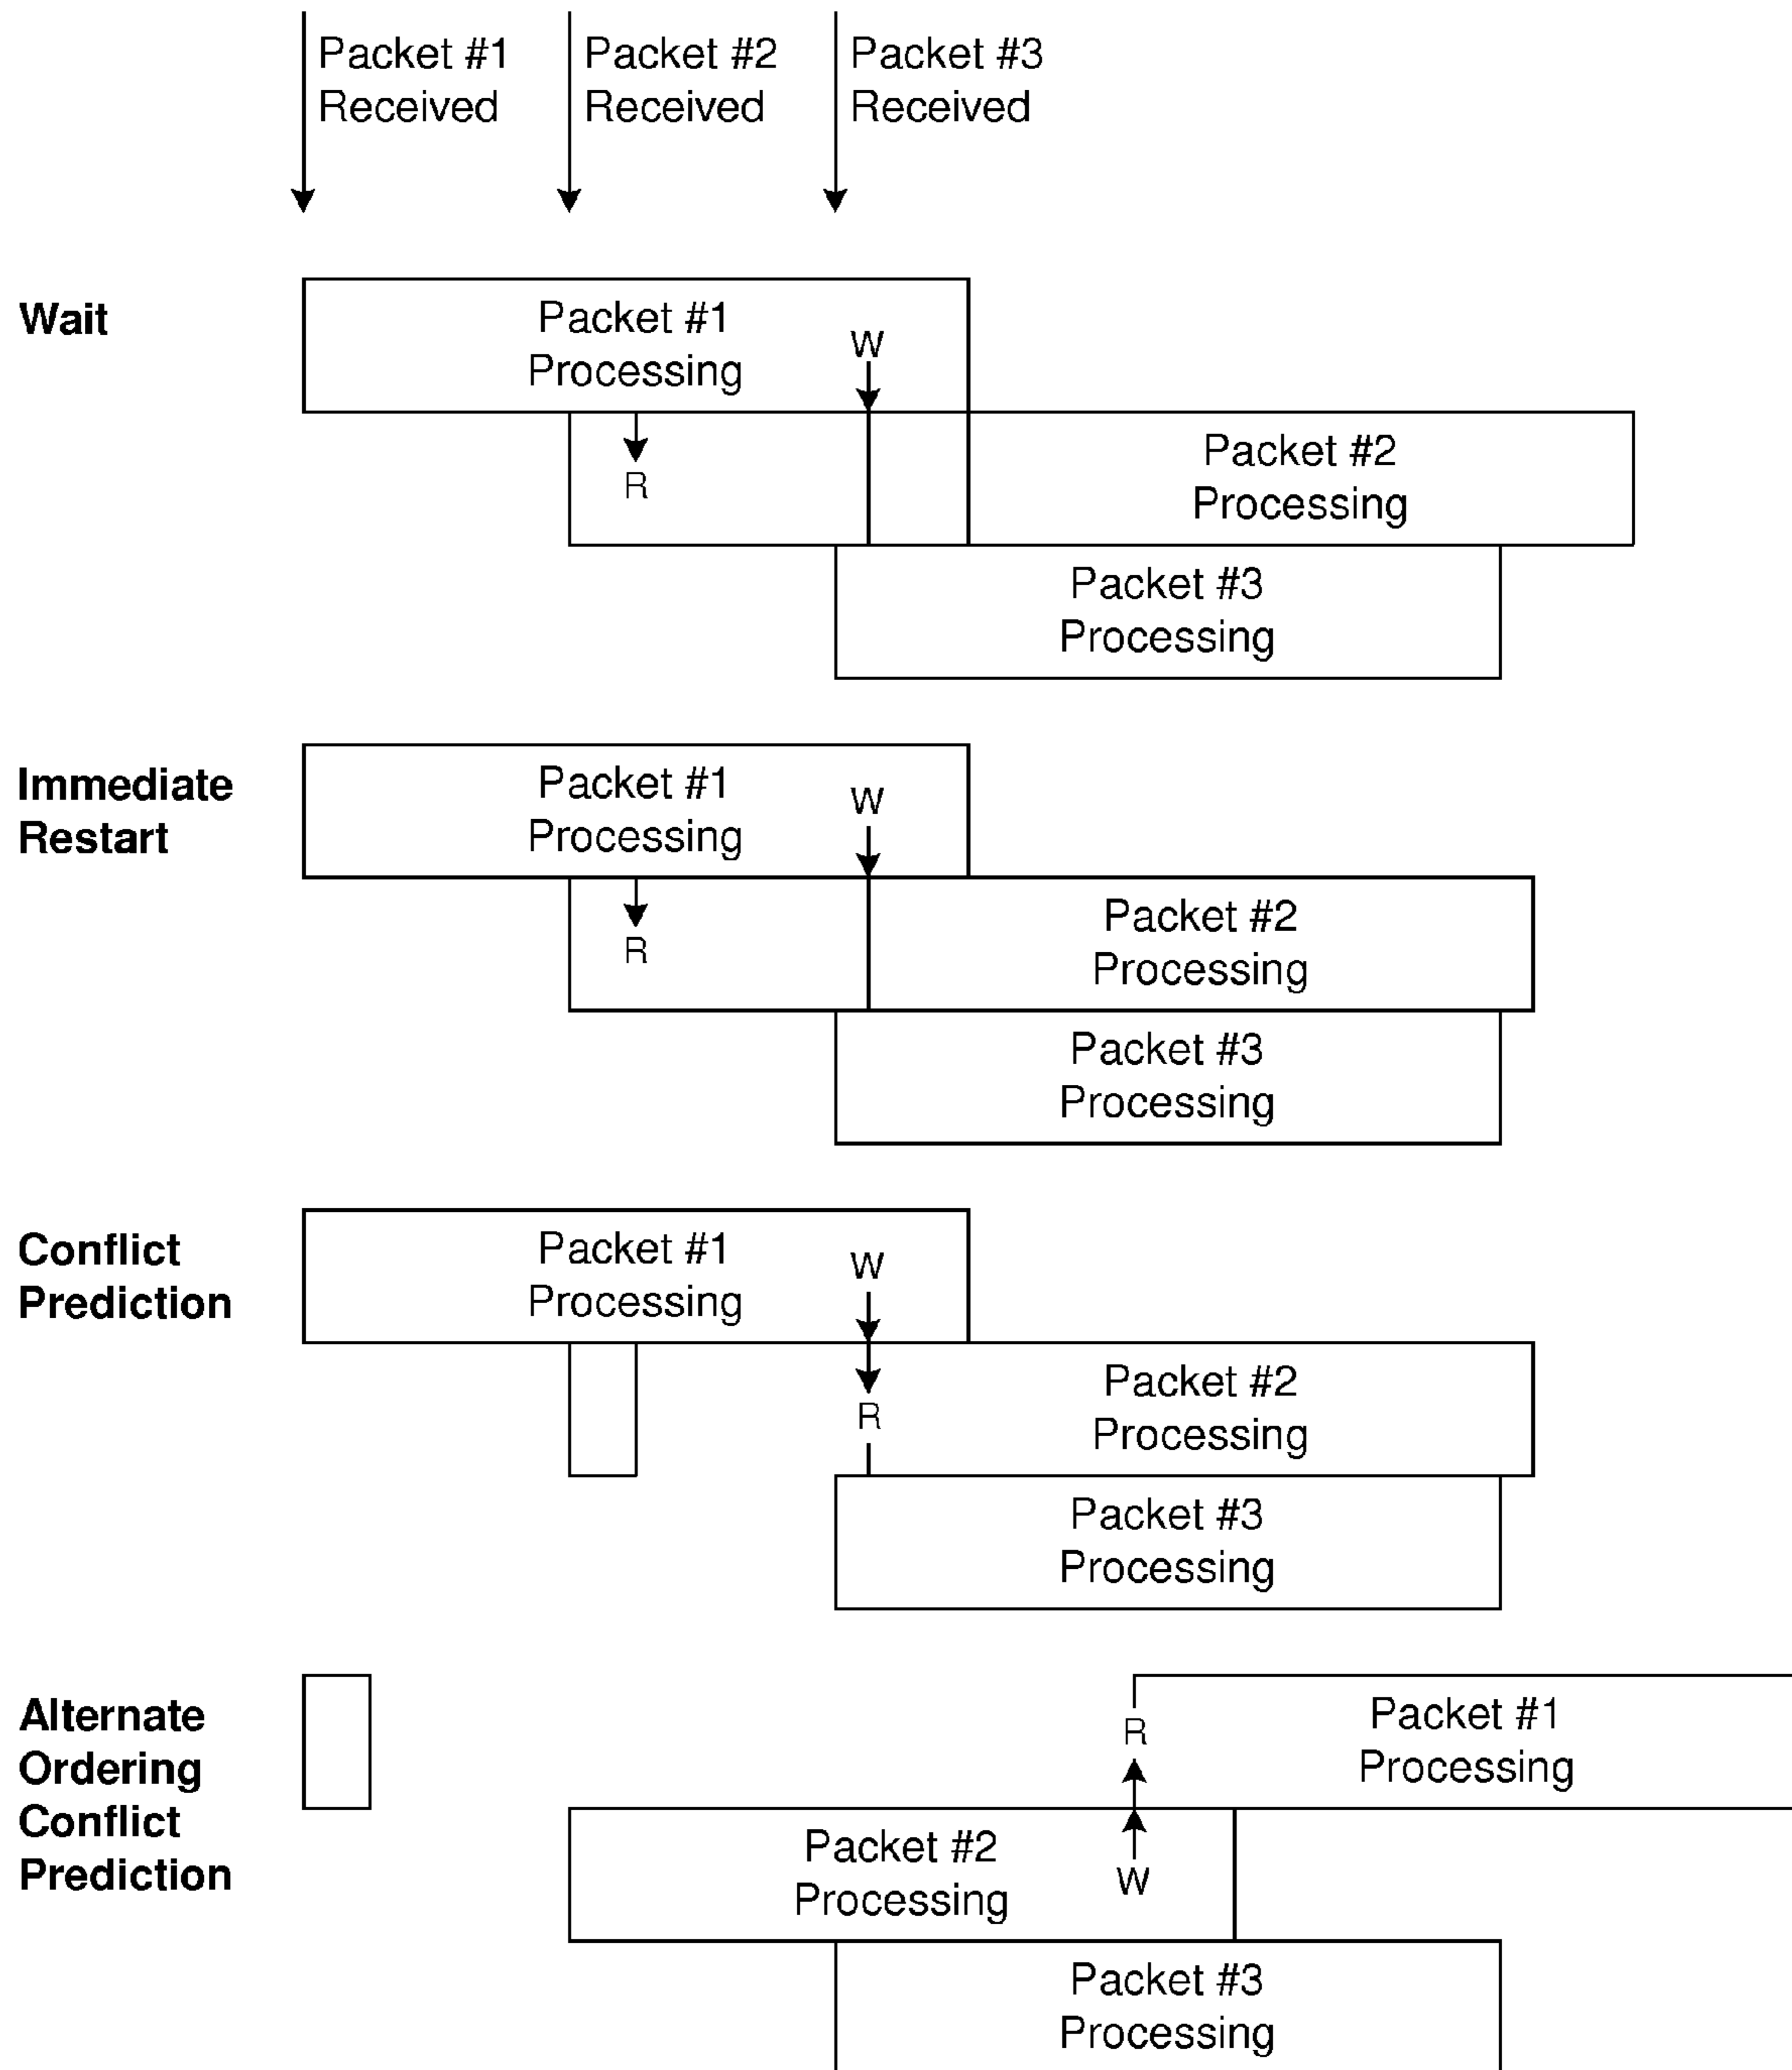 Packet #1
Received
Packet #2
Received
Packet #3
Received
Wait
Packet #1
Processing
W
R
Packet #2
Processing
Packet #3
Processing
Immediate
Restart
Packet #1
Processing
W
R
Packet #2
Processing
Packet #3
Processing
Conflict
Prediction
Packet #1
Processing
W
R
Packet #2
Processing
Packet #3
Processing
Alternate
Ordering
Conflict
Prediction
R
Packet #1
Processing
Packet #2
Processing
W
Packet #3
Processing